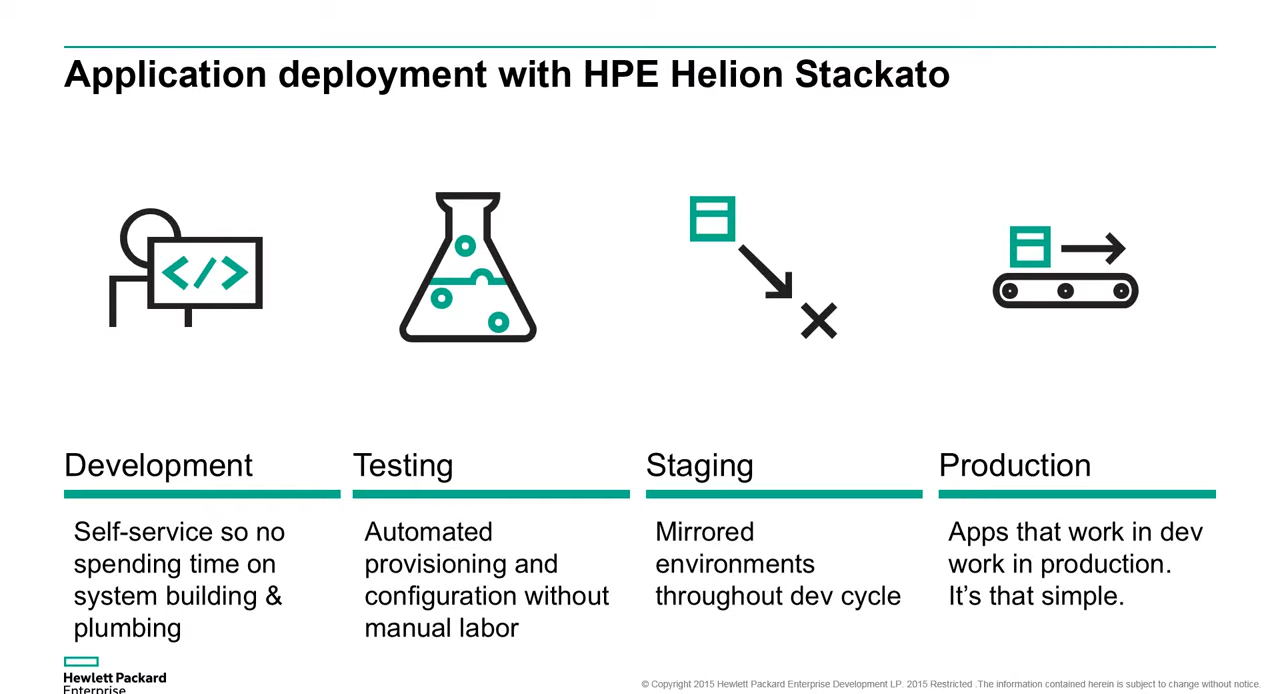 Application deployment with HPE Helion Stackato
</>
Development
Self-service so no
spending time on
system building &
plumbing
Testing
Automated
provisioning and
configuration without
manual labor
Staging
Mirrored
environments
throughout dev cycle
Production
Apps that work in dev
work in production.
It’s that simple.
Hewlett Packard
Enterprise
© Copyright 2015 Hewlett Packard Enterprise Development LP. 2015 Restricted .The information contained herein is subject to change without notice.